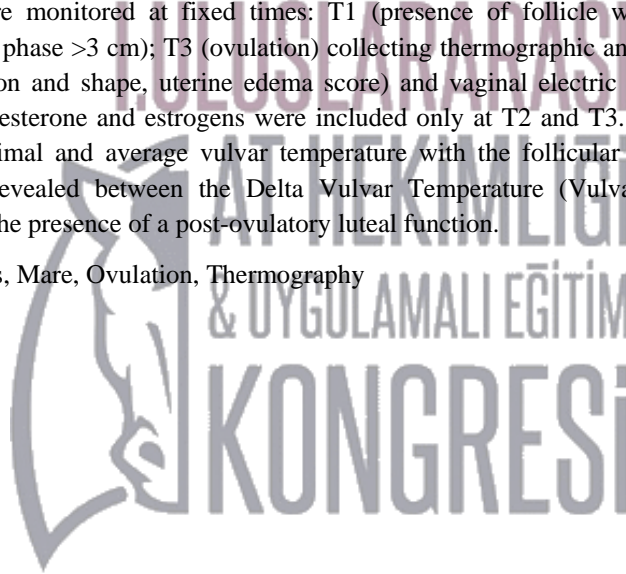 re monitored at fixed times: T1 (presence of follicle w
phase >3 cm); T3 (ovulation) collecting thermographic an
on and shape, uterine edema score) and vaginal electric
esterone and estrogens were included only at T2 and T3.
imal and average vulvar temperature with the follicular
evealed between the Delta Vulvar Temperature (Vulva
he presence of a post-ovulatory luteal function.
s, Mare, Ovulation, Thermography
I.ULUSLARARASI
AT HEKİMLİĞİ
& UYGULAMALI EĞİTİM
KONGRESİ